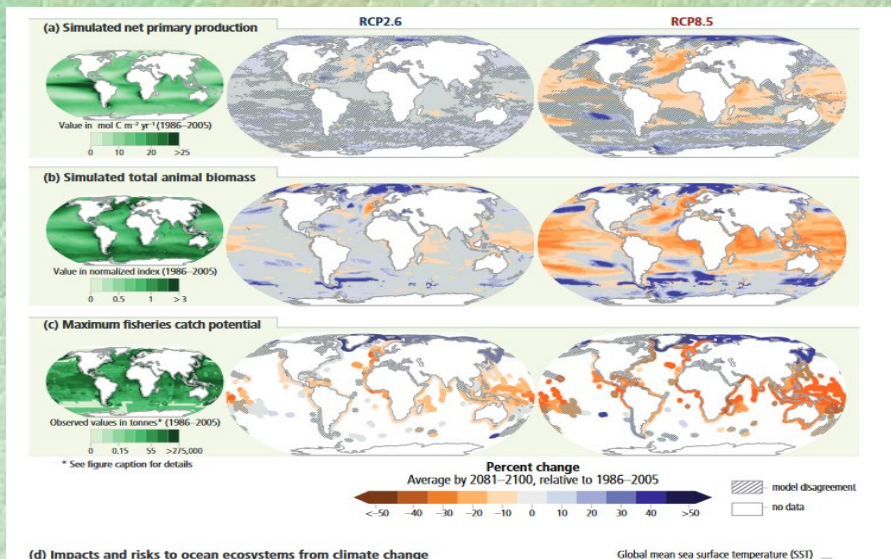 RCP2.6 RCP8.5
(a) Simulated net primary production
Value in mol C m⁻² yr⁻¹ (1986–2005)
0 10 20 >25
(b) Simulated total animal biomass
Value in normalized index (1986–2005)
0 0.5 1 >3
(c) Maximum fisheries catch potential
Observed values in tonnes* (1986–2005)
0 0.15 55 >275,000
* See figure caption for details
Percent change
Average by 2081–2100, relative to 1986–2005
<–50 –40 –30 –20 –10 0 10 20 30 40 >50
model disagreement
no data
(d) Impacts and risks to ocean ecosystems from climate change
Global mean sea surface temperature (SST)